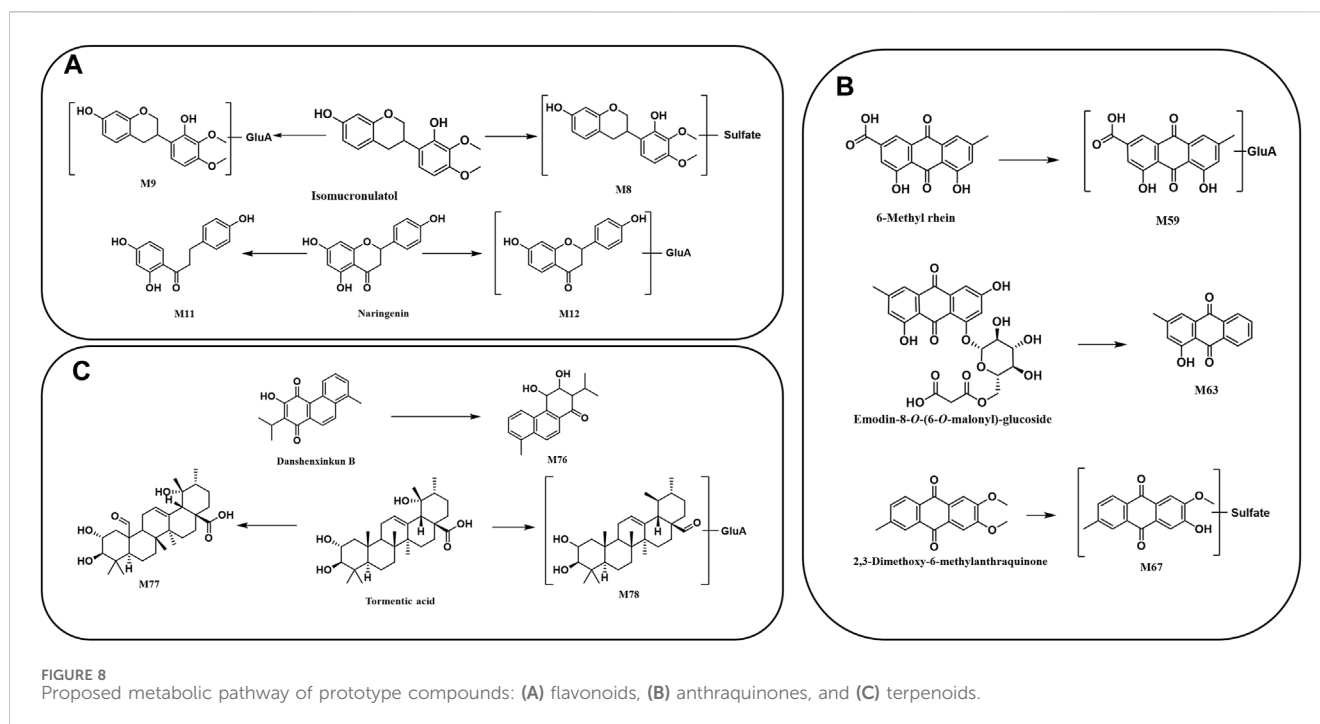 A
HO
O
OH
O
O
GluA
M9
HO
O
OH
O
O
Isomucronulatol
HO
O
OH
O
O
Sulfate
M8
HO
OH
O
OH
M11
HO
O
OH
OH
O
Naringenin
HO
O
OH
O
GluA
M12
B
OH
O
O
OH
O
OH
6-Methyl rhein
OH
O
O
OH
O
OH
GluA
M59
O
OH
OH
O
O
OH
OH
O
OH
O
O
HO
O
Emodin-8-O-(6-O-malonyl)-glucoside
O
OH
O
M63
O
O
O
O
2,3-Dimethoxy-6-methylanthraquinone
O
O
OH
O
Sulfate
M67
C
O
HO
O
Danshenxinkun B
OH
HO
O
M76
HO
H
O
HO
HO
H
OH
O
M77
HO
H
HO
HO
H
OH
O
Tormentic acid
H
O
HO
HO
H
GluA
M78
FIGURE 8
Proposed metabolic pathway of prototype compounds: (A) flavonoids, (B) anthraquinones, and (C) terpenoids.